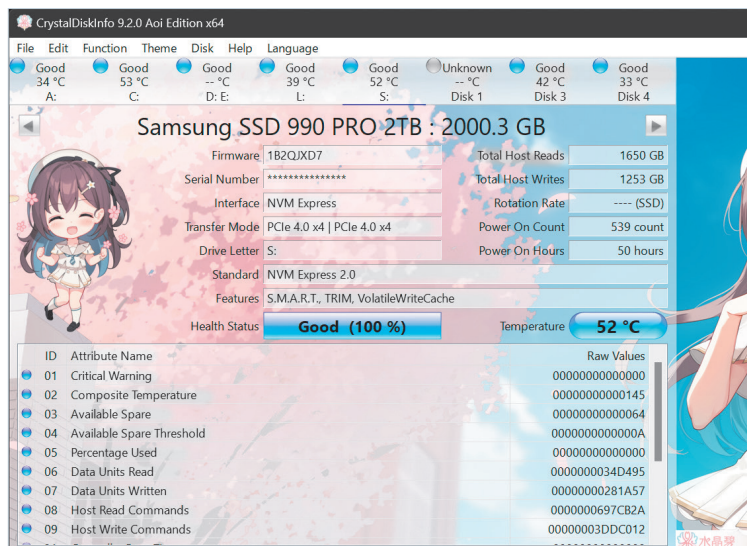 CrystalDiskInfo 9.2.0 Aoi Edition x64
File Edit Function Theme Disk Help Language
Good Good Good Good Good Unknown Good Good
34 °C 53 °C -- °C 39 °C 52 °C -- °C 42 °C 33 °C
A: C: D: E: L: S: Disk 1 Disk 3 Disk 4
Samsung SSD 990 PRO 2TB : 2000.3 GB
Firmware 1B2QJXD7 Total Host Reads 1650 GB
Serial Number *************** Total Host Writes 1253 GB
Interface NVM Express Rotation Rate ---- (SSD)
Transfer Mode PCIe 4.0 x4 | PCIe 4.0 x4 Power On Count 539 count
Drive Letter S: Power On Hours 50 hours
Standard NVM Express 2.0
Features S.M.A.R.T., TRIM, VolatileWriteCache
Health Status Good (100 %) Temperature 52 °C
ID Attribute Name Raw Values
01 Critical Warning 00000000000000
02 Composite Temperature 00000000000145
03 Available Spare 00000000000064
04 Available Spare Threshold 0000000000000A
05 Percentage Used 00000000000000
06 Data Units Read 0000000034D495
07 Data Units Written 00000000281A57
08 Host Read Commands 0000000697CB2A
09 Host Write Commands 00000003DDC012
水晶碧